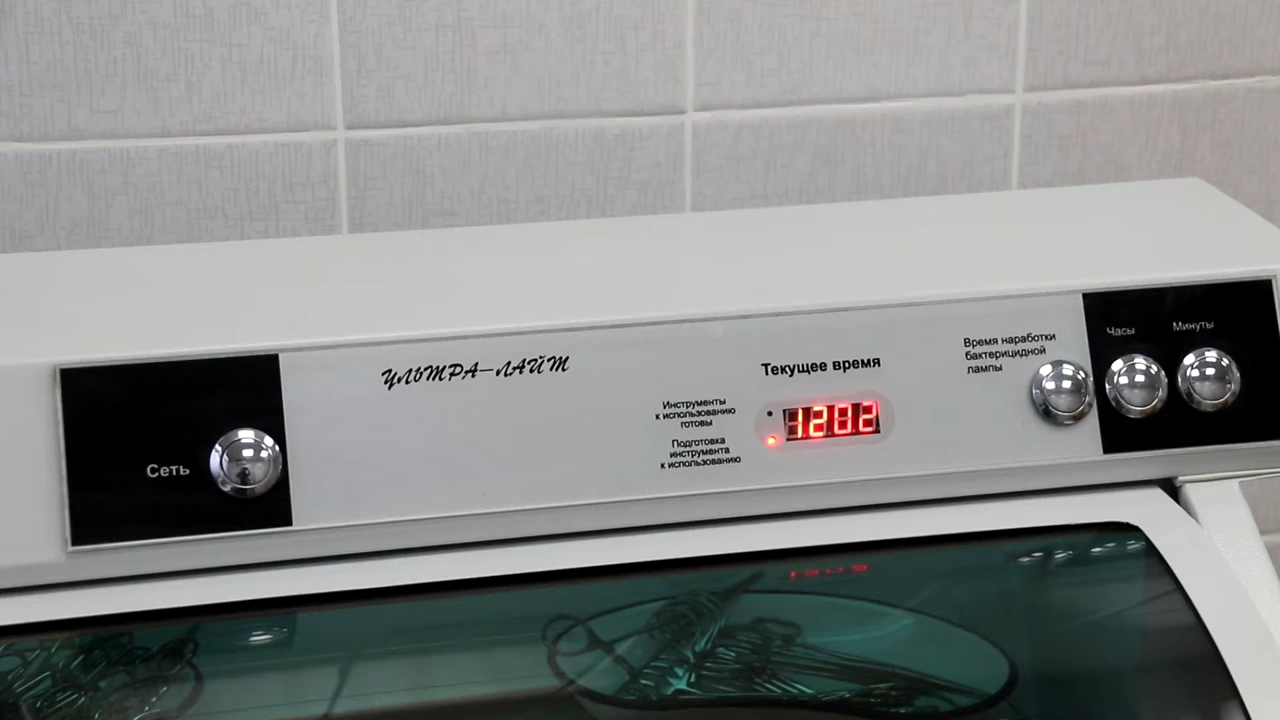 Сеть
УЛЬТРА-ЛАЙТ
Инструменты
к использованию
готовы
Подготовка
инструмента
к использованию
Текущее время
12.02
Время наработки
бактерицидной
лампы
Часы
Минуты